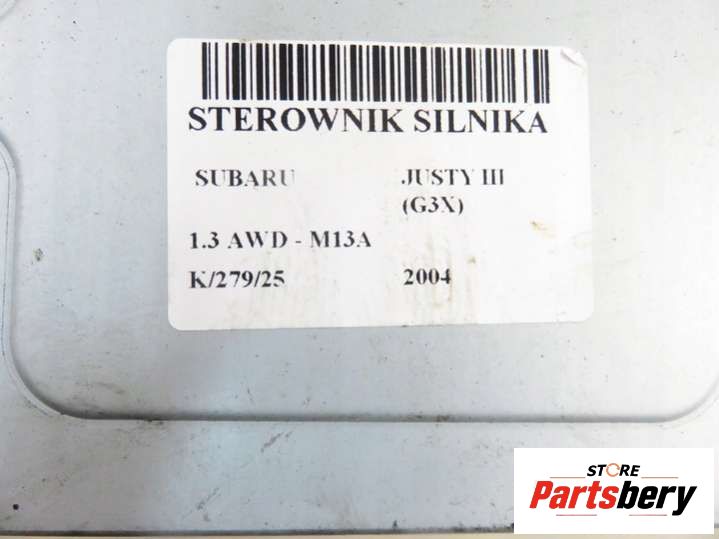 STEROWNIK SILNIKA
SUBARU JUSTY III
(G3X)
1.3 AWD - M13A
K/279/25 2004
STORE
Partsbery